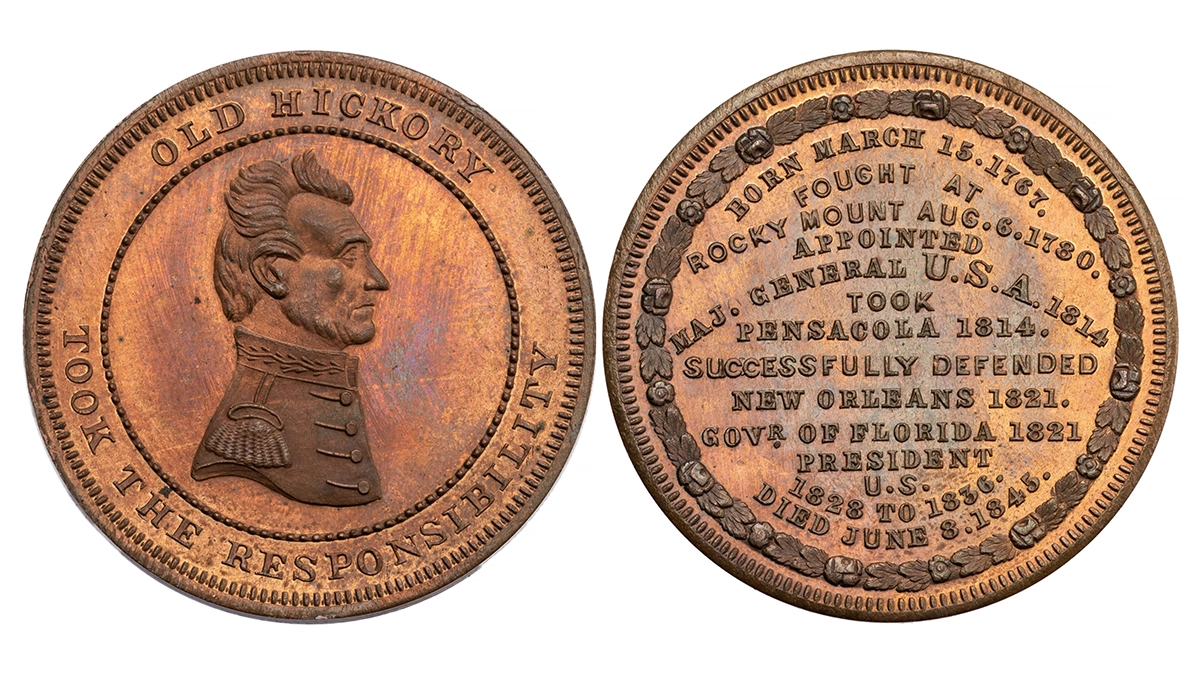 OLD HICKORY
TOOK THE RESPONSIBILITY
BORN MARCH 15.1767.
FOUGHT AT
ROCKY MOUNT AUG.6.1780.
APPOINTED
MAJ. GENERAL U.S.A. 1814
TOOK
PENSACOLA 1814.
SUCCESSFULLY DEFENDED
NEW ORLEANS 1821.
GOVR OF FLORIDA 1821
PRESIDENT
U.S.
1828 TO 1836.
DIED JUNE 8.1845.